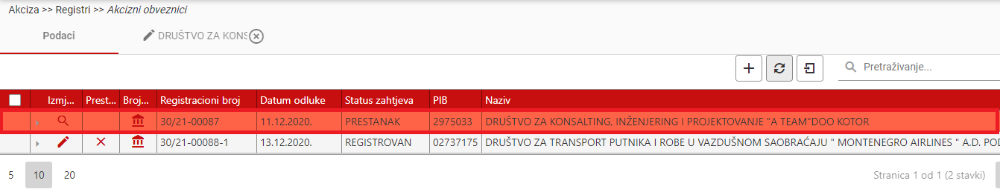 Akciza >> Registri >> Akcizni obveznici
Podaci DRUŠTVO ZA KONS
Pretraživanje...
Izmj... Prest... Broj... Registracioni broj Datum odluke Status zahtjeva PIB Naziv
30/21-00087 11.12.2020. PRESTANAK 2975033 DRUŠTVO ZA KONSALTING, INŽENJERING I PROJEKTOVANJE "A TEAM"DOO KOTOR
30/21-00088-1 13.12.2020. REGISTROVAN 02737175 DRUŠTVO ZA TRANSPORT PUTNIKA I ROBE U VAZDUŠNOM SAOBRAĆAJU " MONTENEGRO AIRLINES " A.D. POD
5 10 20 Stranica 1 od 1 (2 stavki)